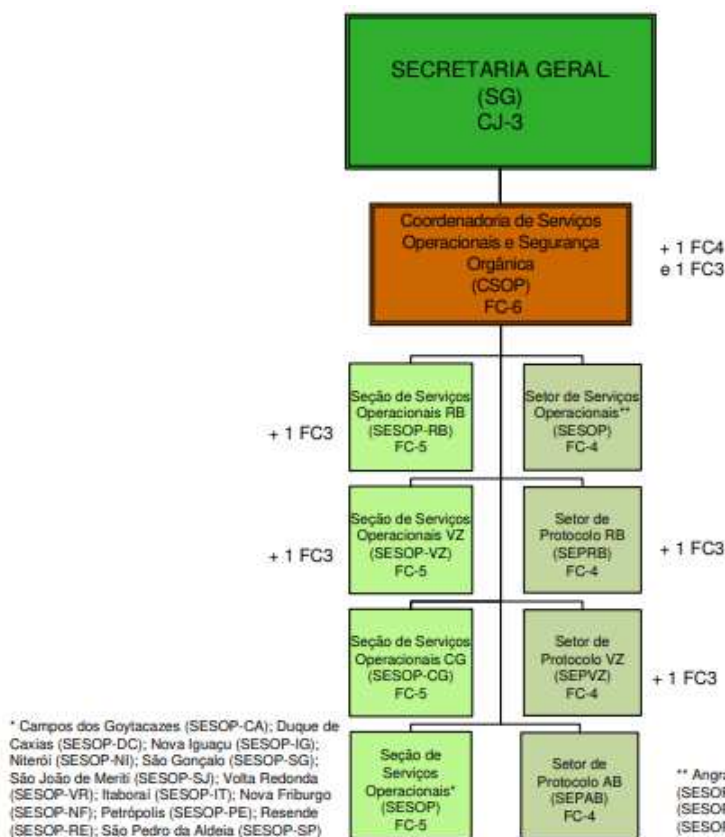 SECRETARIA GERAL
(SG)
CJ-3
Coordenadoria de Serviços
Operacionais e Segurança
Orgânica
(CSOP)
FC-6
+ 1 FC4
e 1 FC3
+ 1 FC3
Seção de Serviços
Operacionais RB
(SESOP-RB)
FC-5
Setor de Serviços
Operacionais**
(SESOP)
FC-4
+ 1 FC3
Seção de Serviços
Operacionais VZ
(SESOP-VZ)
FC-5
Setor de
Protocolo RB
(SEPRB)
FC-4
+ 1 FC3
Seção de Serviços
Operacionais CG
(SESOP-CG)
FC-5
Setor de
Protocolo VZ
(SEPVZ)
FC-4
+ 1 FC3
* Campos dos Goytacazes (SESOP-CA); Duque de
Caxias (SESOP-DC); Nova Iguaçu (SESOP-IG);
Niterói (SESOP-NI); São Gonçalo (SESOP-SG);
São João de Meriti (SESOP-SJ); Volta Redonda
(SESOP-VR); Itaboraí (SESOP-IT); Nova Friburgo
(SESOP-NF); Petrópolis (SESOP-PE); Resende
(SESOP-RE); São Pedro da Aldeia (SESOP-SP)
Seção de
Serviços
Operacionais*
(SESOP)
FC-5
Setor de
Protocolo AB
(SEPAB)
FC-4
** Angra
(SESOP
(SESOP
(SESOP